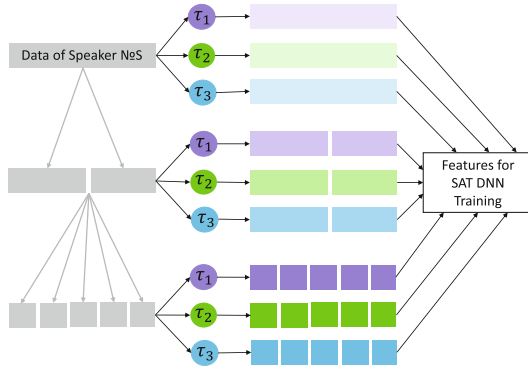 τ1
Data of Speaker №S
τ2
τ3
τ1
τ2
τ3
Features for
SAT DNN
Training
τ1
τ2
τ3